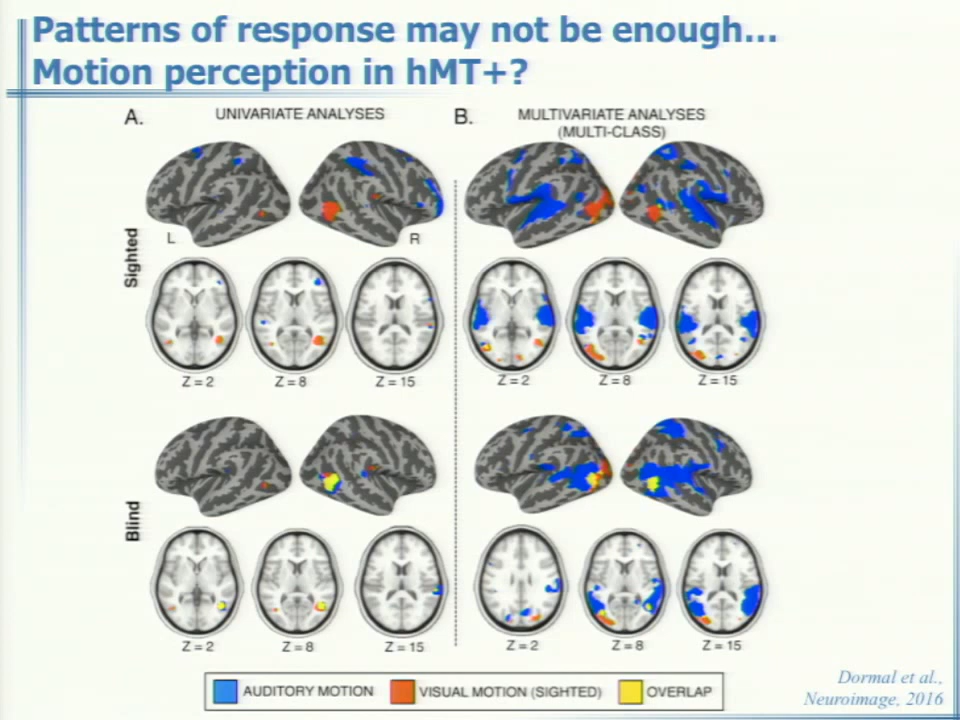 Patterns of response may not be enough...
Motion perception in hMT+?
A.
UNIVARIATE ANALYSES
B.
MULTIVARIATE ANALYSES
(MULTI-CLASS)
Sighted
L
R
Z = 2
Z = 8
Z = 15
Z = 2
Z = 8
Z = 15
Blind
Z = 2
Z = 8
Z = 15
Z = 2
Z = 8
Z = 15
AUDITORY MOTION
VISUAL MOTION (SIGHTED)
OVERLAP
Dormal et al.,
Neuroimage, 2016